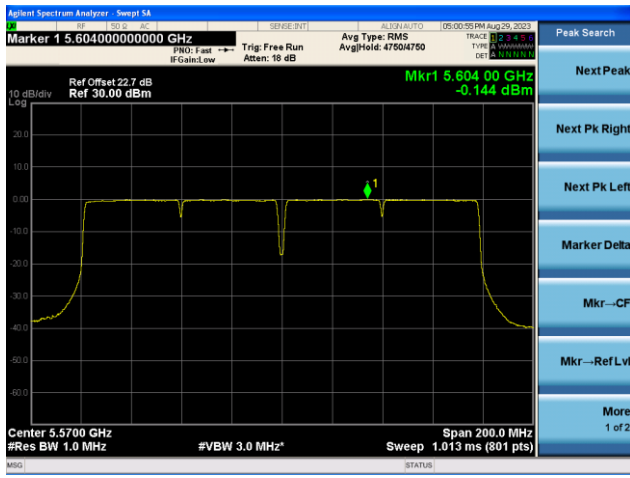 Agilent Spectrum Analyzer - Swept SA
RF 50 Ω AC SENSE:INT ALIGN AUTO 05:00:55 PM Aug 29, 2023
Marker 1 5.604000000000 GHz
PNO: Fast
IFGain:Low
Trig: Free Run
Atten: 18 dB
Avg Type: RMS
Avg|Hold: 4750/4750
TRACE 1 2 3 4 5 6
TYPE A WWWWW
DET A N N N N N
Peak Search
Mkr1 5.604 00 GHz
-0.144 dBm
Ref Offset 22.7 dB
10 dB/div Ref 30.00 dBm
Log
20.0
10.0
0.00
-10.0
-20.0
-30.0
-40.0
-50.0
-60.0
1
Next Peak
Next Pk Right
Next Pk Left
Marker Delta
Mkr→CF
Mkr→Ref Lvl
More
1 of 2
Center 5.5700 GHz Span 200.0 MHz
#Res BW 1.0 MHz #VBW 3.0 MHz* Sweep 1.013 ms (801 pts)
MSG STATUS